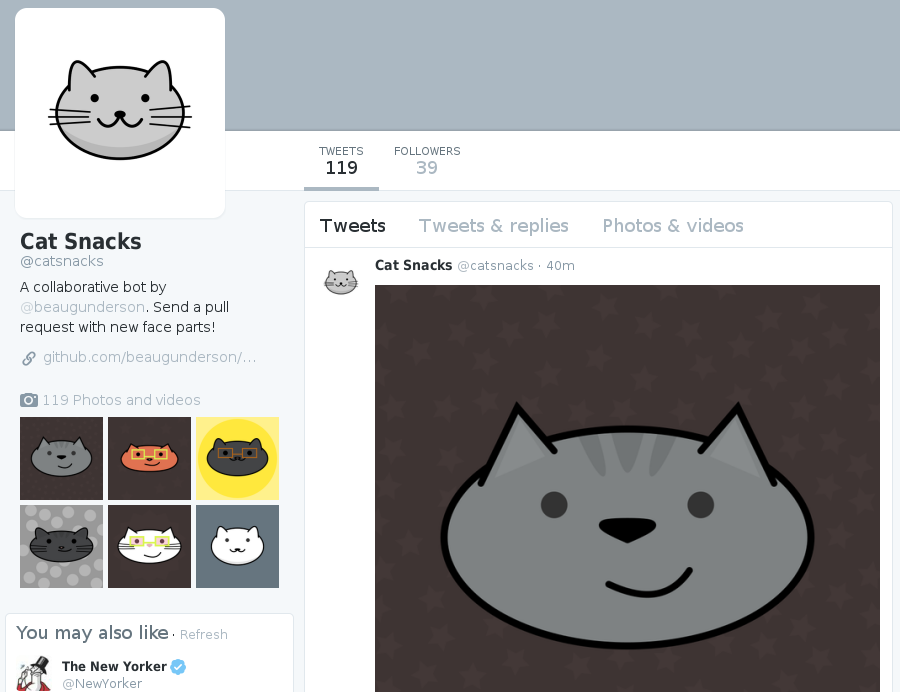 TWEETS
119
FOLLOWERS
39
Cat Snacks
@catsnacks
A collaborative bot by
@beaugunderson. Send a pull
request with new face parts!
github.com/beaugunderson/...
119 Photos and videos
Tweets
Tweets & replies
Photos & videos
Cat Snacks @catsnacks · 40m
You may also like · Refresh
The New Yorker
@NewYorker